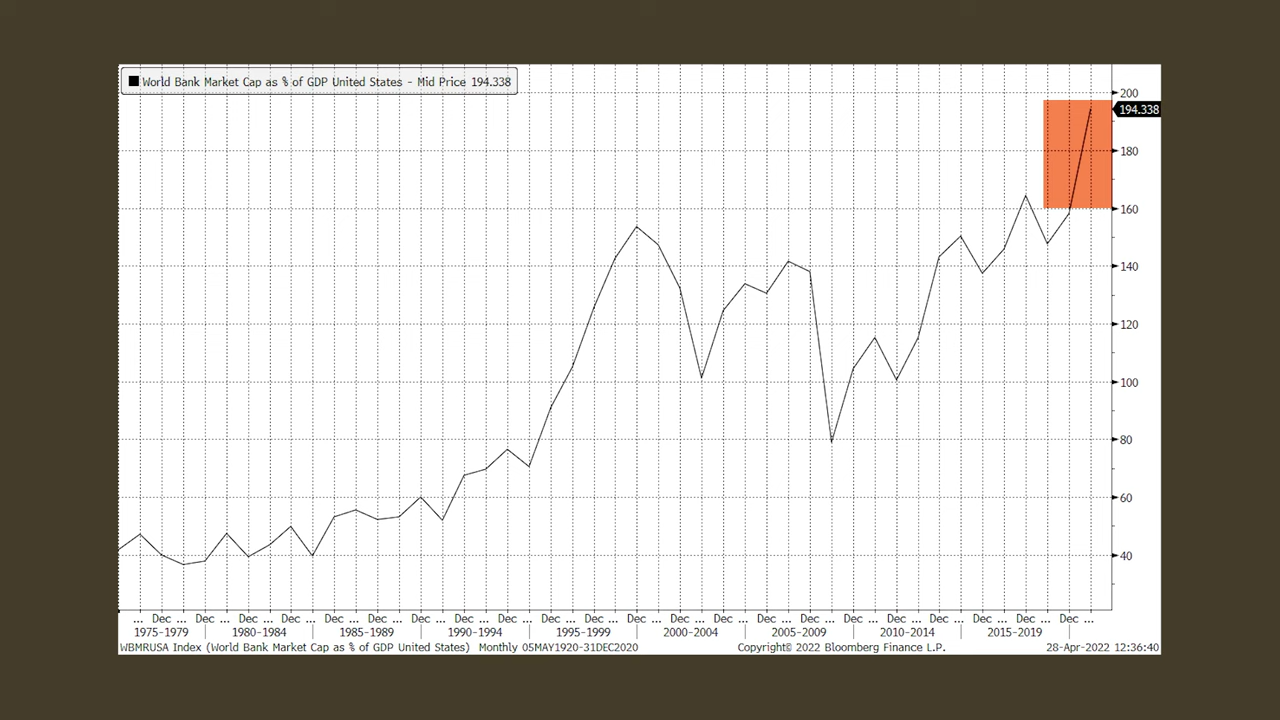 World Bank Market Cap as % of GDP United States - Mid Price 194.338
200
194.338
180
160
140
120
100
80
60
40
... Dec ... Dec ... Dec ... Dec ... Dec ... Dec ... Dec ... Dec ... Dec ... Dec ... Dec ... Dec ... Dec ... Dec ... Dec ... Dec ... Dec ... Dec ... Dec ...
1975-1979 1980-1984 1985-1989 1990-1994 1995-1999 2000-2004 2005-2009 2010-2014 2015-2019
WBMRUSA Index (World Bank Market Cap as % of GDP United States) Monthly 05MAY1920-31DEC2020 Copyright© 2022 Bloomberg Finance L.P. 28-Apr-2022 12:36:40